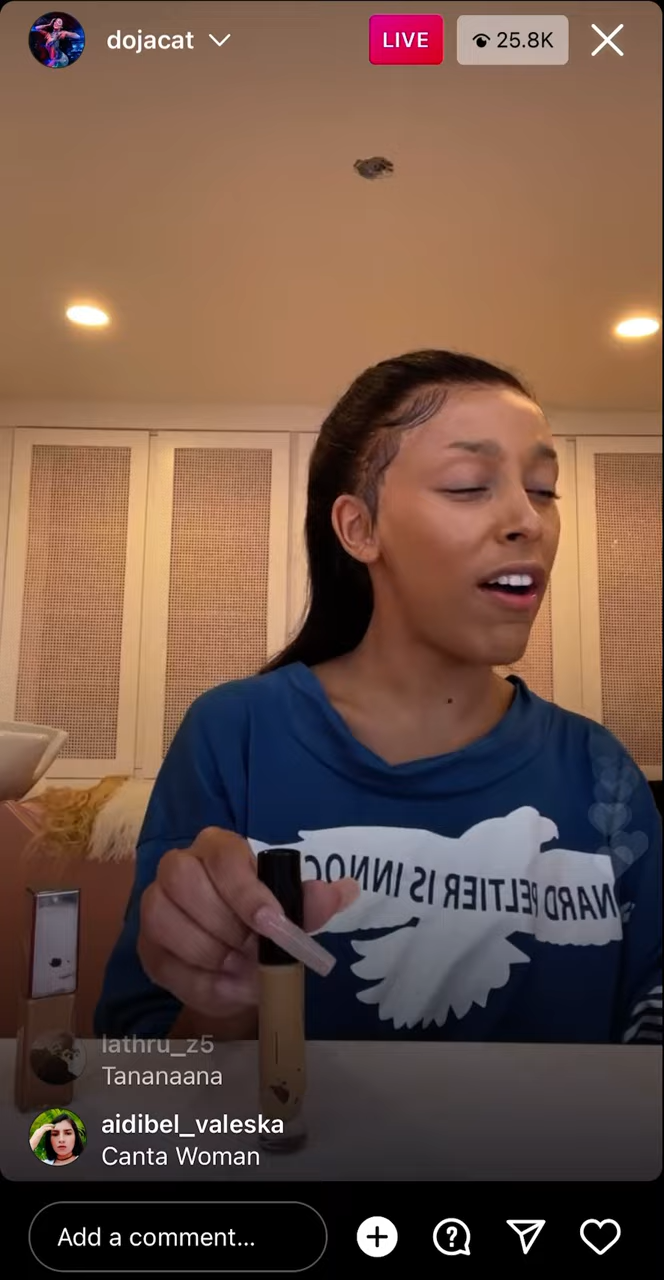 dojacat
LIVE
25.8K
NARD PELTIER IS INNOC
lathru_z5
Tananaana
aidibel_valeska
Canta Woman
Add a comment...